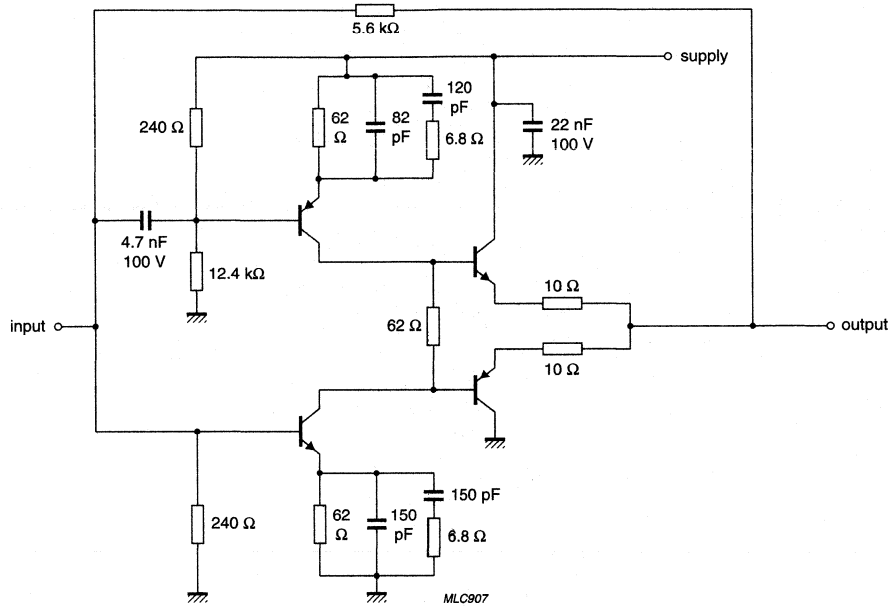 5.6 kΩ
supply
120
pF
62
Ω
82
pF
6.8 Ω
240 Ω
22 nF
100 V
4.7 nF
100 V
12.4 kΩ
10 Ω
input
62 Ω
output
10 Ω
150 pF
240 Ω
62
Ω
150
pF
6.8 Ω
MLC907